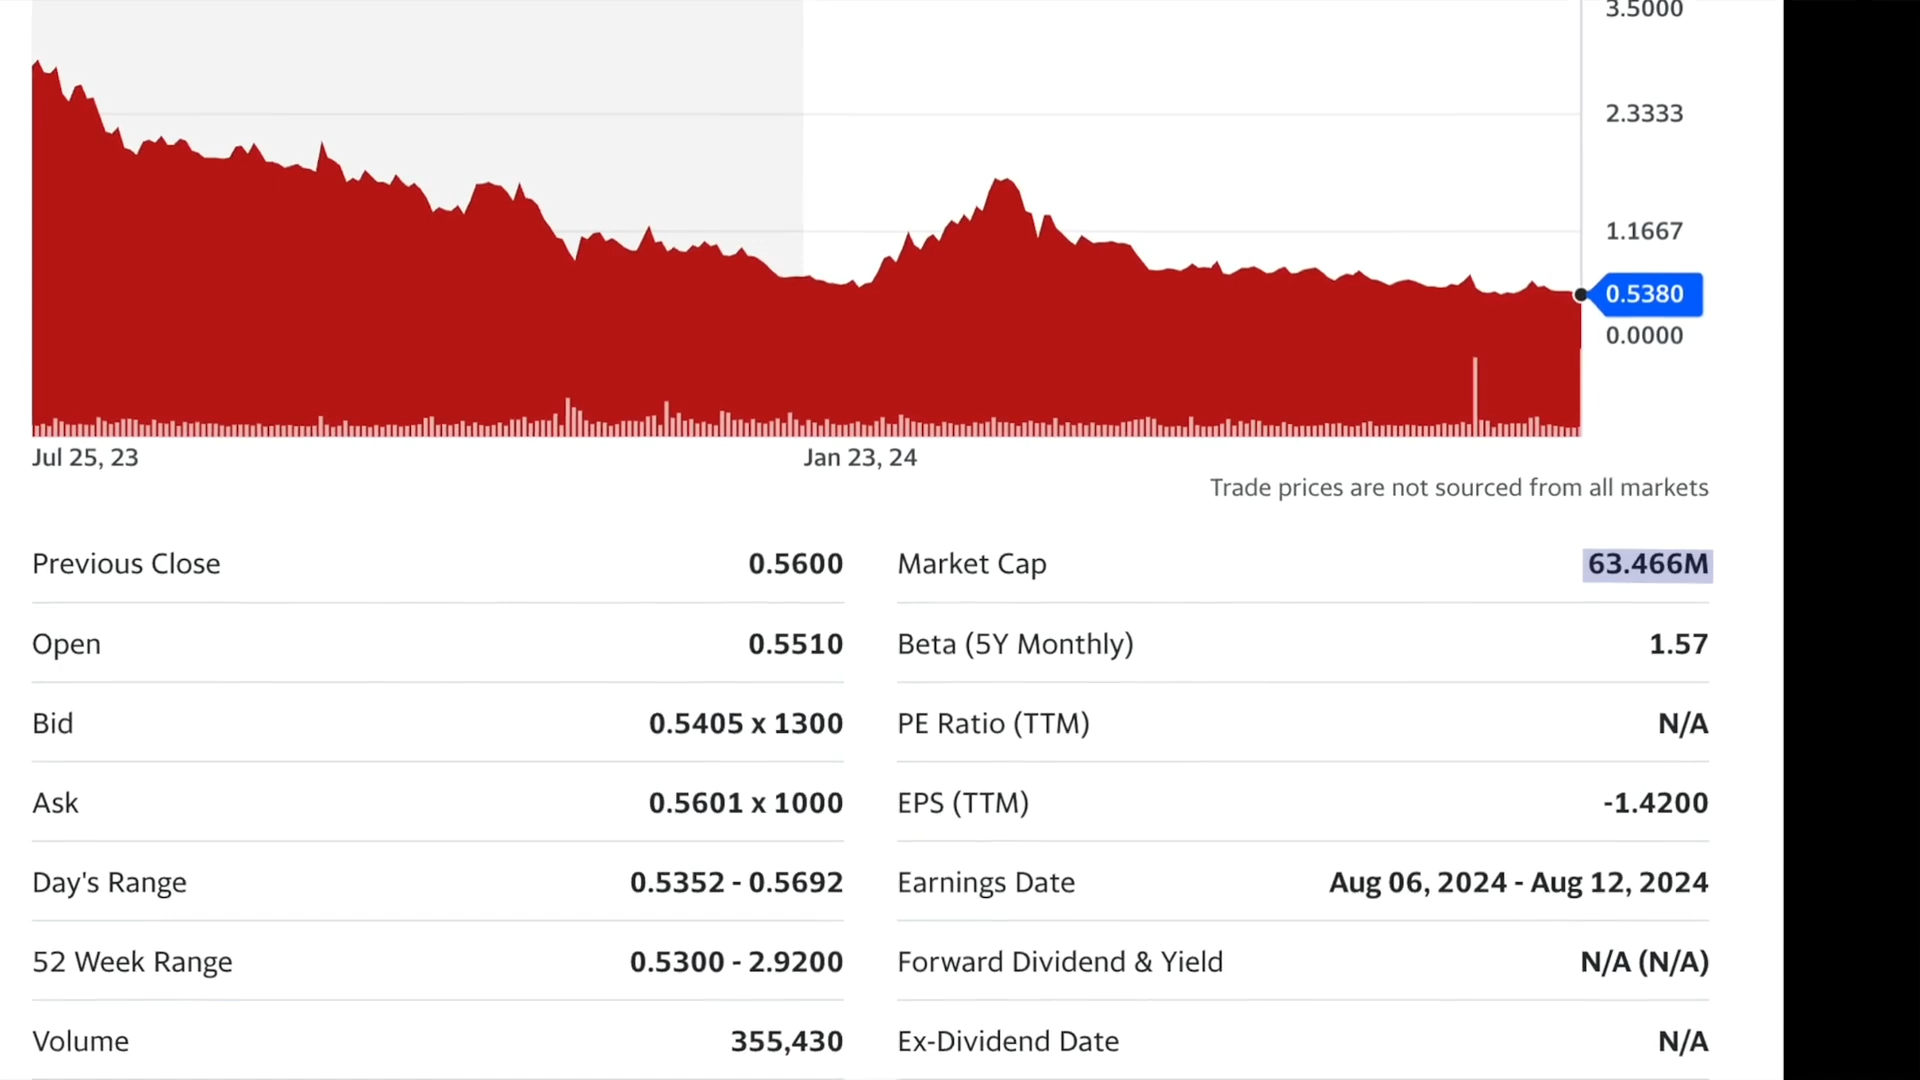 3.5000
2.3333
1.1667
0.5380
0.0000
Jul 25, 23 Jan 23, 24
Trade prices are not sourced from all markets
Previous Close 0.5600 Market Cap 63.466M
Open 0.5510 Beta (5Y Monthly) 1.57
Bid 0.5405 x 1300 PE Ratio (TTM) N/A
Ask 0.5601 x 1000 EPS (TTM) -1.4200
Day's Range 0.5352 - 0.5692 Earnings Date Aug 06, 2024 - Aug 12, 2024
52 Week Range 0.5300 - 2.9200 Forward Dividend & Yield N/A (N/A)
Volume 355,430 Ex-Dividend Date N/A